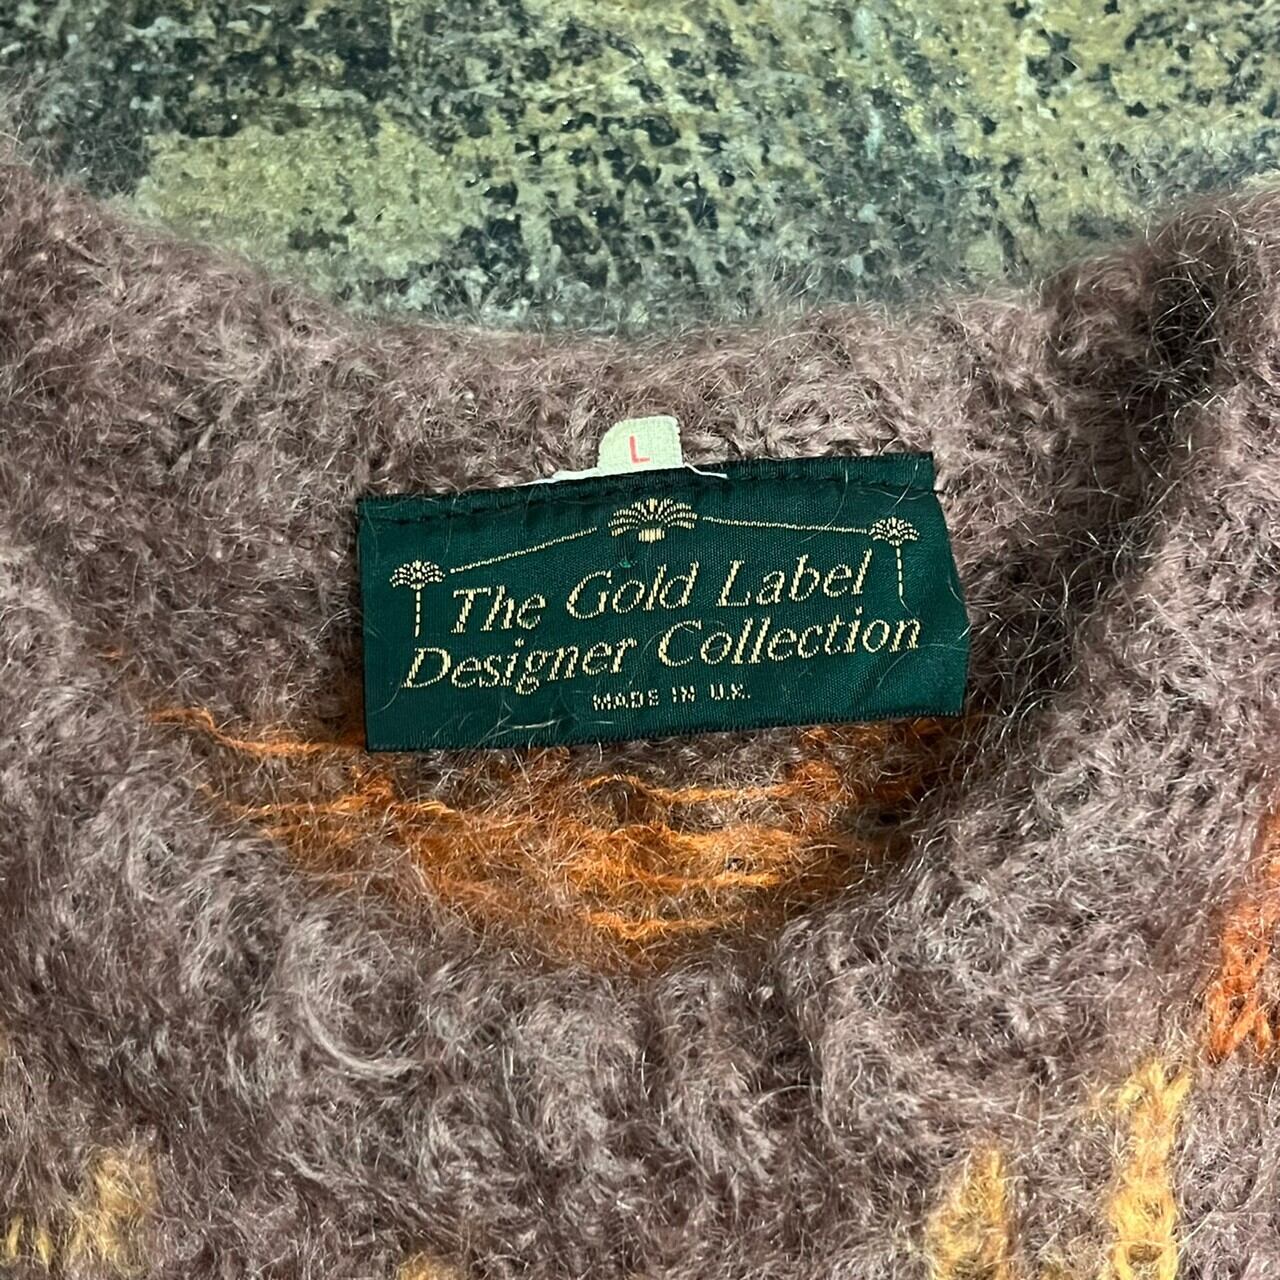 L
The Gold Label
Designer Collection
MADE IN U.K.